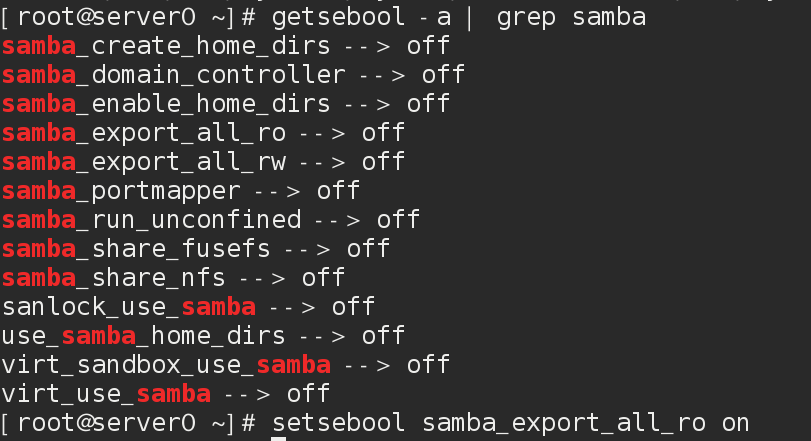 [root@server0 ~]# getsebool -a | grep samba
samba_create_home_dirs --> off
samba_domain_controller --> off
samba_enable_home_dirs --> off
samba_export_all_ro --> off
samba_export_all_rw --> off
samba_portmapper --> off
samba_run_unconfined --> off
samba_share_fusefs --> off
samba_share_nfs --> off
sanlock_use_samba --> off
use_samba_home_dirs --> off
virt_sandbox_use_samba --> off
virt_use_samba --> off
[root@server0 ~]# setsebool samba_export_all_ro on